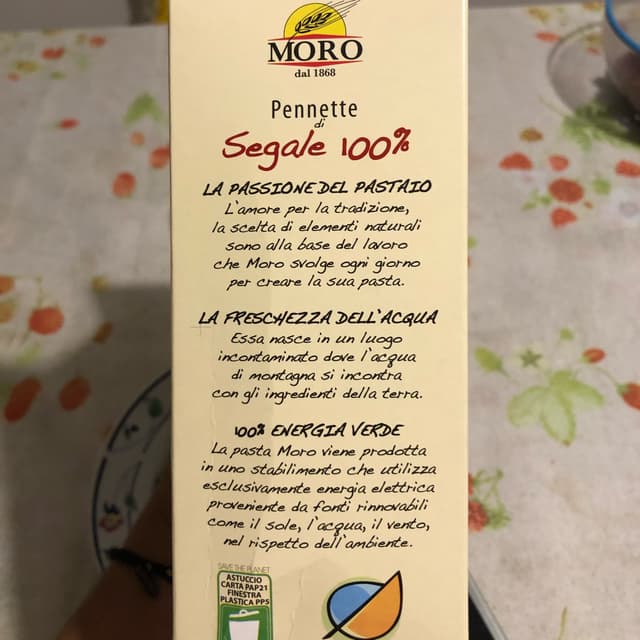 MORO
dal 1868
Pennette
di
Segale 100%
LA PASSIONE DEL PASTAIO
L'amore per la tradizione,
la scelta di elementi naturali
sono alla base del lavoro
che Moro svolge ogni giorno
per creare la sua pasta.
LA FRESCHEZZA DELL'ACQUA
Essa nasce in un luogo
incontaminato dove l'acqua
di montagna si incontra
con gli ingredienti della terra.
100% ENERGIA VERDE
La pasta Moro viene prodotta
in uno stabilimento che utilizza
esclusivamente energia elettrica
proveniente da fonti rinnovabili
come il sole, l'acqua, il vento,
nel rispetto dell'ambiente.
SAVE THE PLANET
ASTUCCIO
CARTA PAP21
FINESTRA
PLASTICA PP5